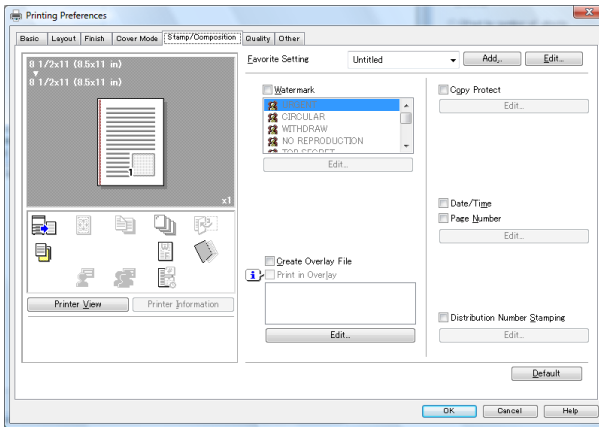 Printing Preferences
Basic Layout Finish Cover Mode Stamp/Composition Quality Other
8 1/2x11 (8.5x11 in)
8 1/2x11 (8.5x11 in)
1
x1
Printer View Printer Information
Favorite Setting Untitled Add... Edit...
Watermark
CIRCULAR
WITHDRAW
NO REPRODUCTION
TOP SECRET
Edit...
Create Overlay File
Print in Overlay
Edit...
Copy Protect
Edit...
Date/Time
Page Number
Edit...
Distribution Number Stamping
Edit...
Default
OK Cancel Help